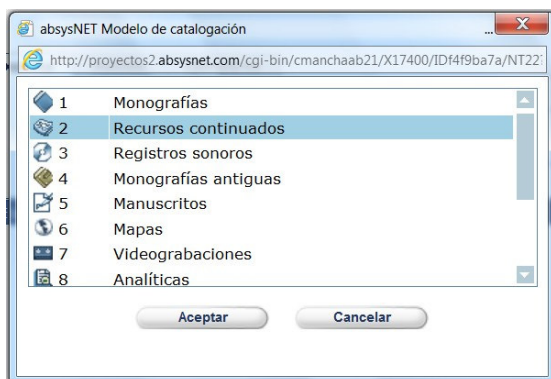 absysNET Modelo de catalogación ...
http://proyectos2.absysnet.com/cgi-bin/cmanchaab21/X17400/IDf4f9ba7a/NT22
1 Monografías
2 Recursos continuados
3 Registros sonoros
4 Monografías antiguas
5 Manuscritos
6 Mapas
7 Videograbaciones
8 Analíticas
Aceptar Cancelar